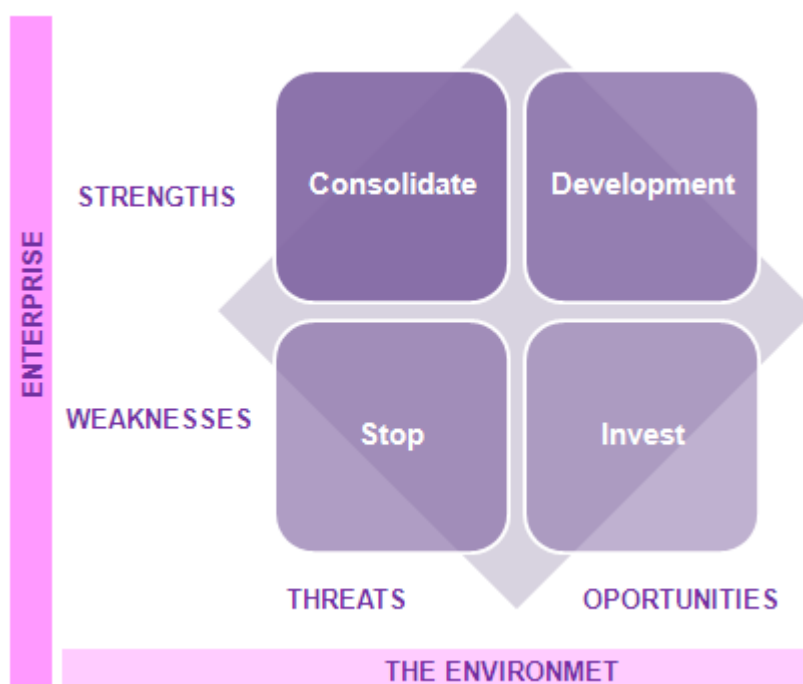 Consolidate
Development
STRENGTHS
ENTERPRISE
WEAKNESSES
Stop
Invest
THREATS
OPORTUNITIES
THE ENVIRONMET